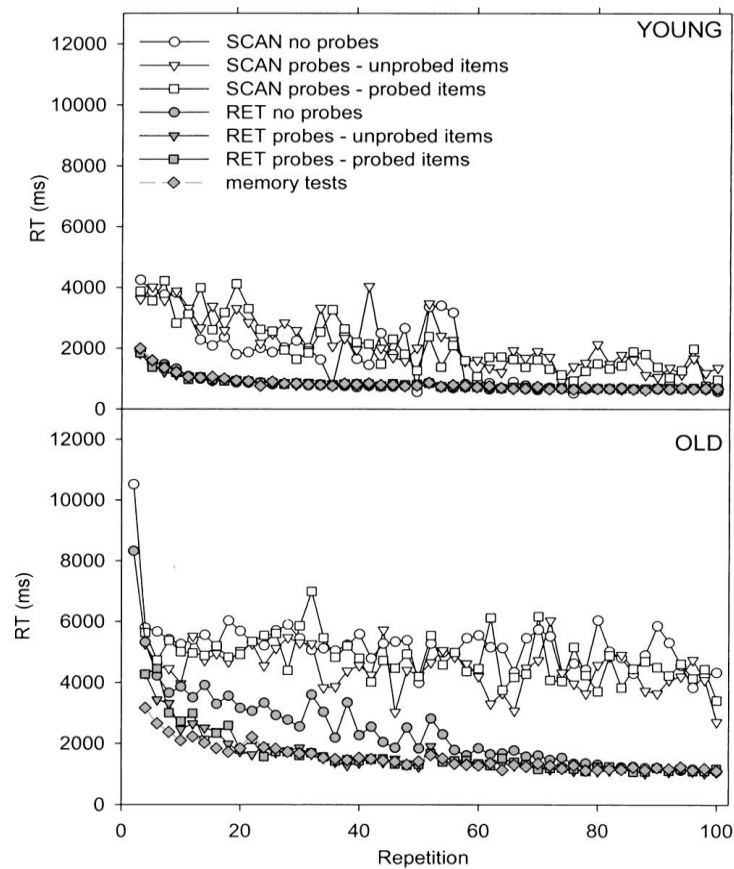 YOUNG
12000
10000
8000
6000
4000
2000
0
RT (ms)
SCAN no probes
SCAN probes - unprobed items
SCAN probes - probed items
RET no probes
RET probes - unprobed items
RET probes - probed items
memory tests
OLD
12000
10000
8000
6000
4000
2000
0
RT (ms)
0 20 40 60 80 100
Repetition